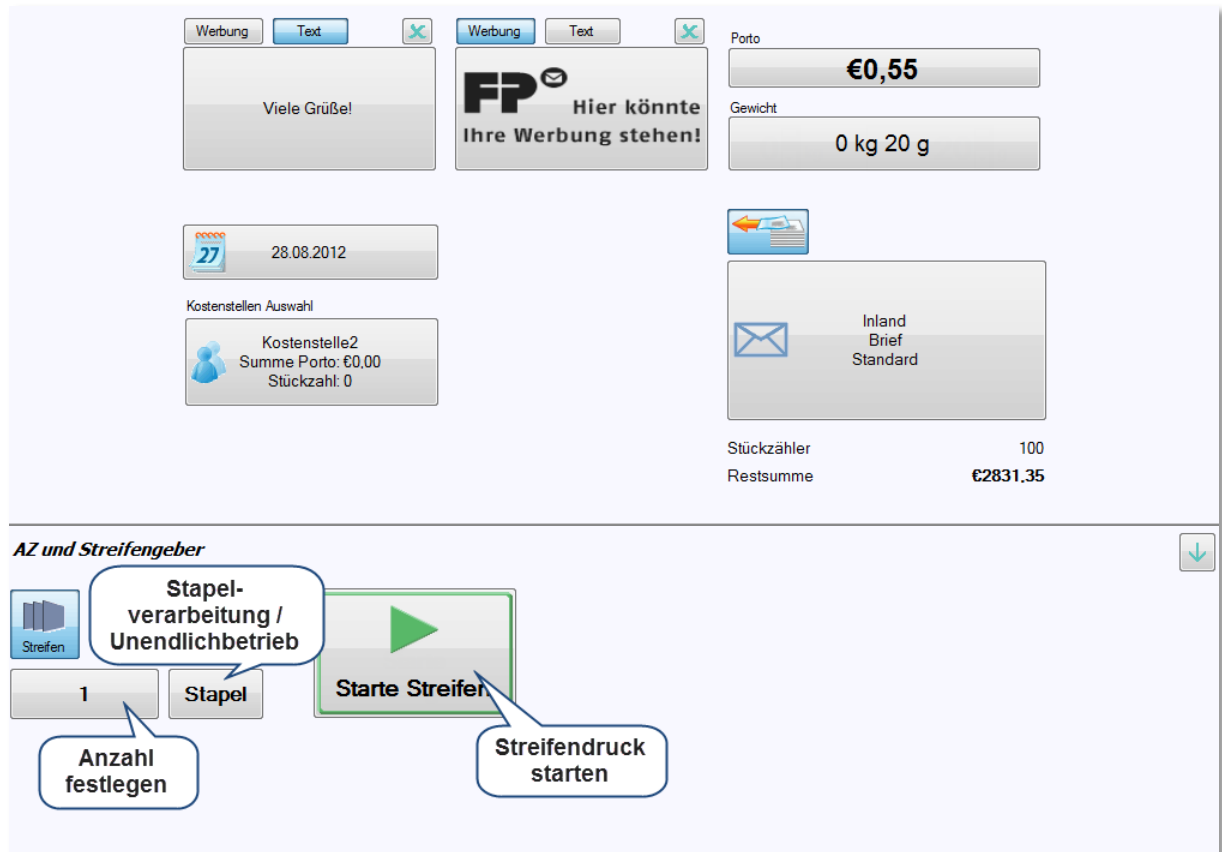 Werbung Text
Viele Grüße!
Werbung Text
FP
Hier könnte
Ihre Werbung stehen!
Porto
€0,55
Gewicht
0 kg 20 g
27
28.08.2012
Kostenstellen Auswahl
Kostenstelle2
Summe Porto: €0,00
Stückzahl: 0
Inland
Brief
Standard
Stückzähler 100
Restsumme €2831,35
AZ und Streifengeber
Streifen
Stapel-
verarbeitung /
Unendlichbetrieb
1
Stapel
Starte Streifen
Anzahl
festlegen
Streifendruck
starten